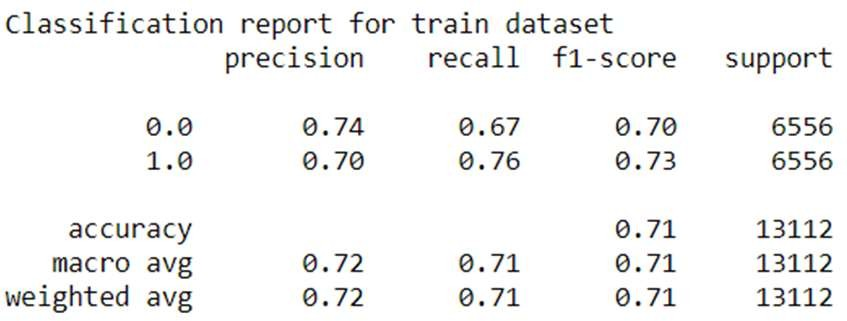 Classification report for train dataset
precision recall f1-score support
0.0 0.74 0.67 0.70 6556
1.0 0.70 0.76 0.73 6556
accuracy 0.71 13112
macro avg 0.72 0.71 0.71 13112
weighted avg 0.72 0.71 0.71 13112